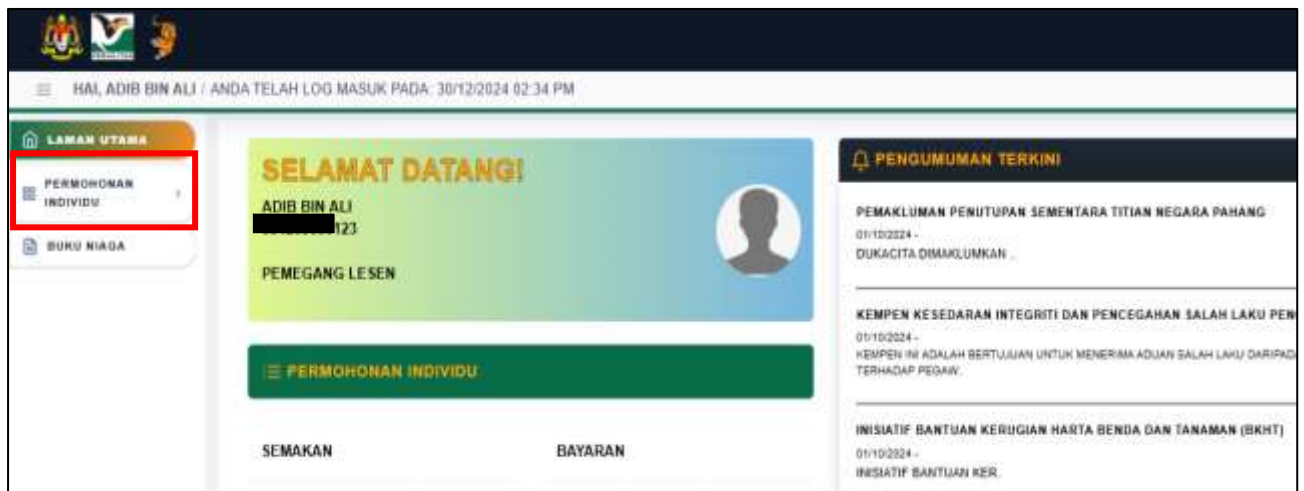 HAI, ADIB BIN ALI / ANDA TELAH LOG MASUK PADA: 30/12/2024 02:34 PM
LAMAN UTAMA
PERMOHONAN
INDIVIDU
BUKU NIAGA
SELAMAT DATANG!
ADIB BIN ALI
123
PEMEGANG LESEN
PERMOHONAN INDIVIDU
SEMAKAN
BAYARAN
PENGUMUMAN TERKINI
PEMAKLUMAN PENUTUPAN SEMENTARA TITIAN NEGARA PAHANG
01/10/2024 -
DUKACITA DIMAKLUMKAN ..
KEMPEN KESEDARAN INTEGRITI DAN PENCEGAHAN SALAH LAKU PEN
01/10/2024 -
KEMPEN INI ADALAH BERTUJUAN UNTUK MENERIMA ADUAN SALAH LAKU DARIPAD
TERHADAP PEGAW.
INISIATIF BANTUAN KERUGIAN HARTA BENDA DAN TANAMAN (BKHT)
01/10/2024 -
INISIATIF BANTUAN KER.